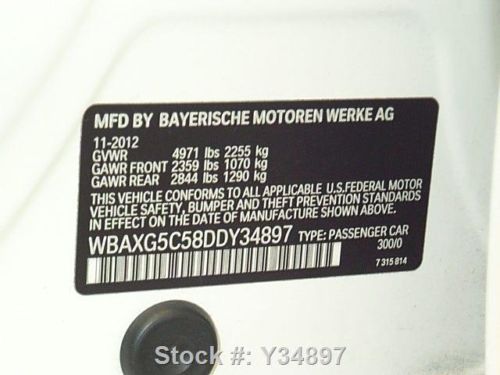 MFD BY BAYERISCHE MOTOREN WERKE AG
11-2012
GVWR 4971 lbs 2255 kg
GAWR FRONT 2359 lbs 1070 kg
GAWR REAR 2844 lbs 1290 kg
THIS VEHICLE CONFORMS TO ALL APPLICABLE U.S. FEDERAL MOTOR
VEHICLE SAFETY, BUMPER AND THEFT PREVENTION STANDARDS
IN EFFECT ON THE DATE OF MANUFACTURE SHOWN ABOVE.
WBAXG5C58DDY34897 TYPE: PASSENGER CAR
300/0
7 315 814
Stock #: Y34897